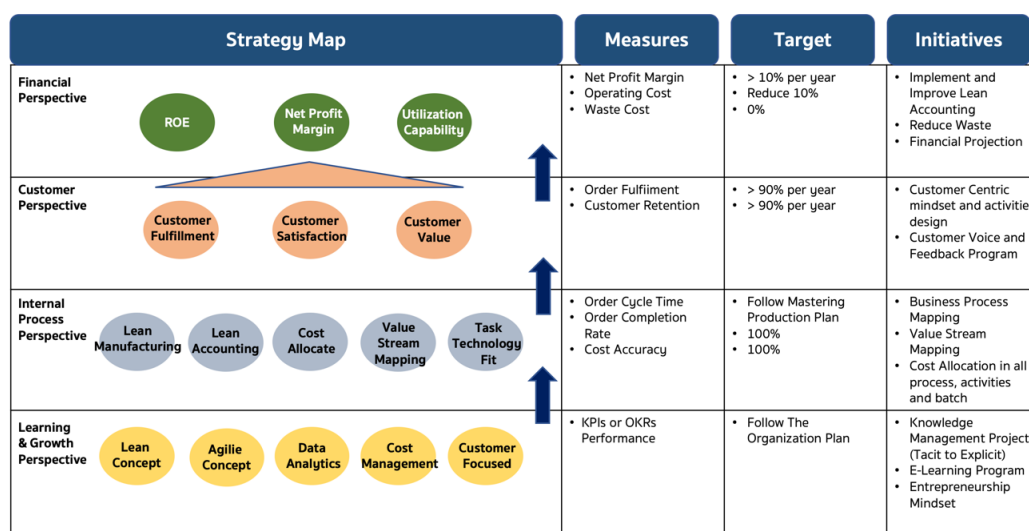 Strategy Map
Measures
Target
Initiatives
Financial
Perspective
ROE
Net Profit
Margin
Utilization
Capability
• Net Profit Margin
• Operating Cost
• Waste Cost
• > 10% per year
• Reduce 10%
• 0%
• Implement and
Improve Lean
Accounting
• Reduce Waste
• Financial Projection
Customer
Perspective
Customer
Fulfillment
Customer
Satisfaction
Customer
Value
• Order Fulfiiment
• Customer Retention
• > 90% per year
• > 90% per year
• Customer Centric
mindset and activitie
design
• Customer Voice and
Feedback Program
Internal
Process
Perspective
Lean
Manufacturing
Lean
Accounting
Cost
Allocate
Value
Stream
Mapping
Task
Technology
Fit
• Order Cycle Time
• Order Completion
Rate
• Cost Accuracy
• Follow Mastering
Production Plan
• 100%
• 100%
• Business Process
Mapping
• Value Stream
Mapping
• Cost Allocation in all
process, activities
and batch
Learning
& Growth
Perspective
Lean
Concept
Agilie
Concept
Data
Analytics
Cost
Management
Customer
Focused
• KPIs or OKRs
Performance
• Follow The
Organization Plan
• Knowledge
Management Project
(Tacit to Explicit)
• E-Learning Program
• Entrepreneurship
Mindset